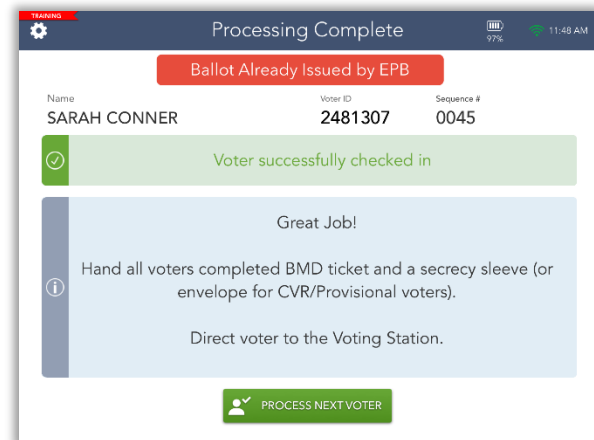 TRAINING
Processing Complete
97%
11:48 AM
Ballot Already Issued by EPB
Name
Voter ID
Sequence #
SARAH CONNER
2481307
0045
Voter successfully checked in
Great Job!
Hand all voters completed BMD ticket and a secrecy sleeve (or
envelope for CVR/Provisional voters).
Direct voter to the Voting Station.
PROCESS NEXT VOTER